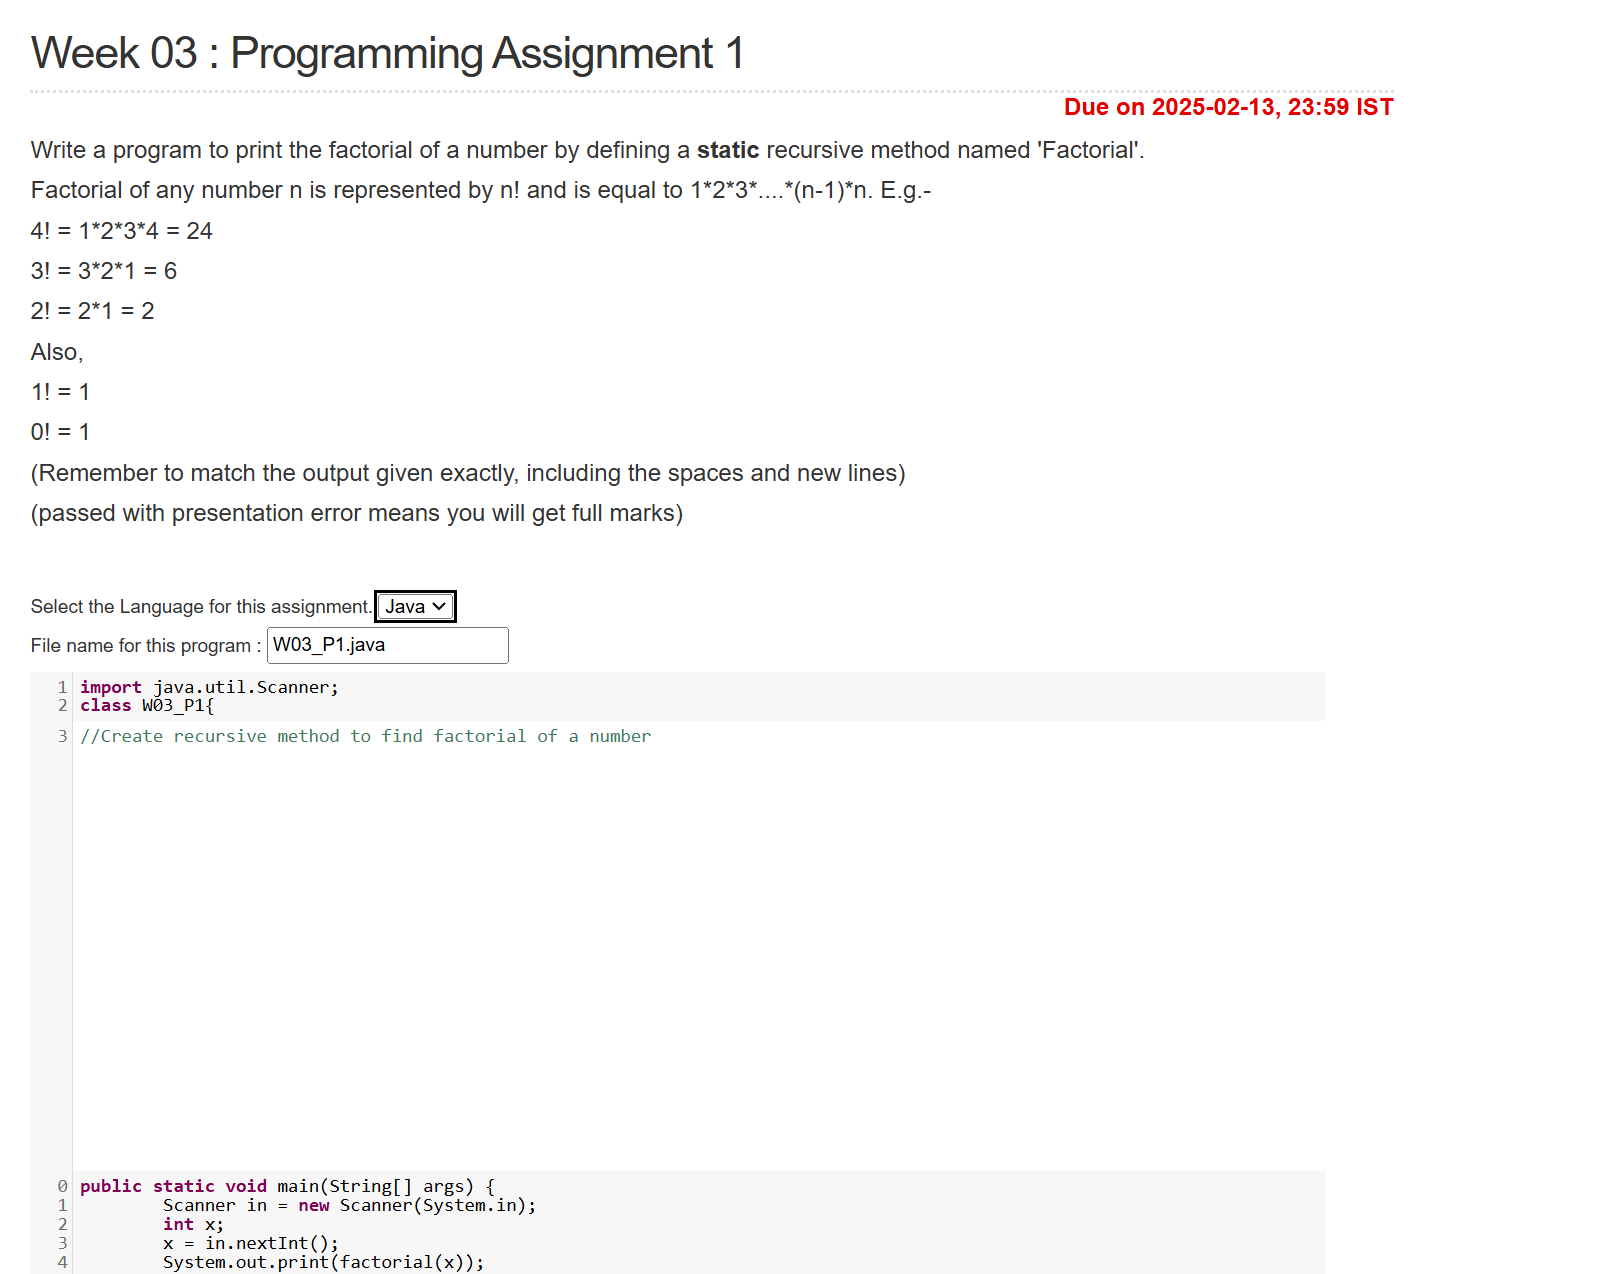 Week 03 : Programming Assignment 1
Due on 2025-02-13, 23:59 IST
Write a program to print the factorial of a number by defining a static recursive method named 'Factorial'.
Factorial of any number n is represented by n! and is equal to 1*2*3*....*(n-1)*n. E.g.-
4! = 1*2*3*4 = 24
3! = 3*2*1 = 6
2! = 2*1 = 2
Also,
1! = 1
0! = 1
(Remember to match the output given exactly, including the spaces and new lines)
(passed with presentation error means you will get full marks)
Select the Language for this assignment. Java
File name for this program : W03_P1.java
1 import java.util.Scanner;
2 class W03_P1{
3 //Create recursive method to find factorial of a number
0 public static void main(String[] args) {
1 Scanner in = new Scanner(System.in);
2 int x;
3 x = in.nextInt();
4 System.out.print(factorial(x));